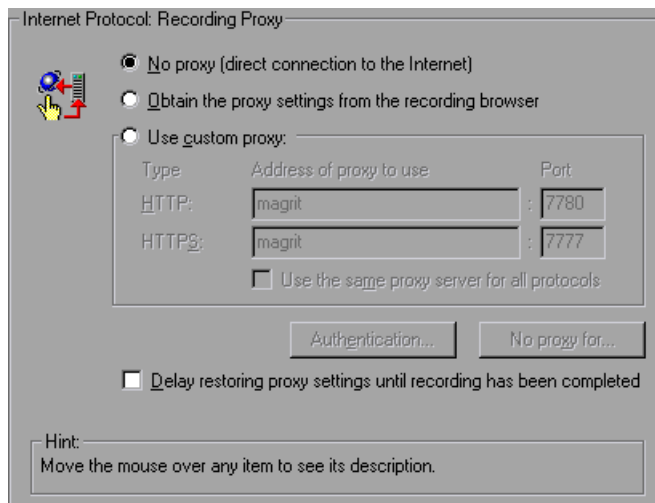 Internet Protocol: Recording Proxy
No proxy (direct connection to the Internet)
Obtain the proxy settings from the recording browser
Use custom proxy:
Type Address of proxy to use Port
HTTP: magrit : 7780
HTTPS: magrit : 7777
Use the same proxy server for all protocols
Authentication... No proxy for...
Delay restoring proxy settings until recording has been completed
Hint:
Move the mouse over any item to see its description.